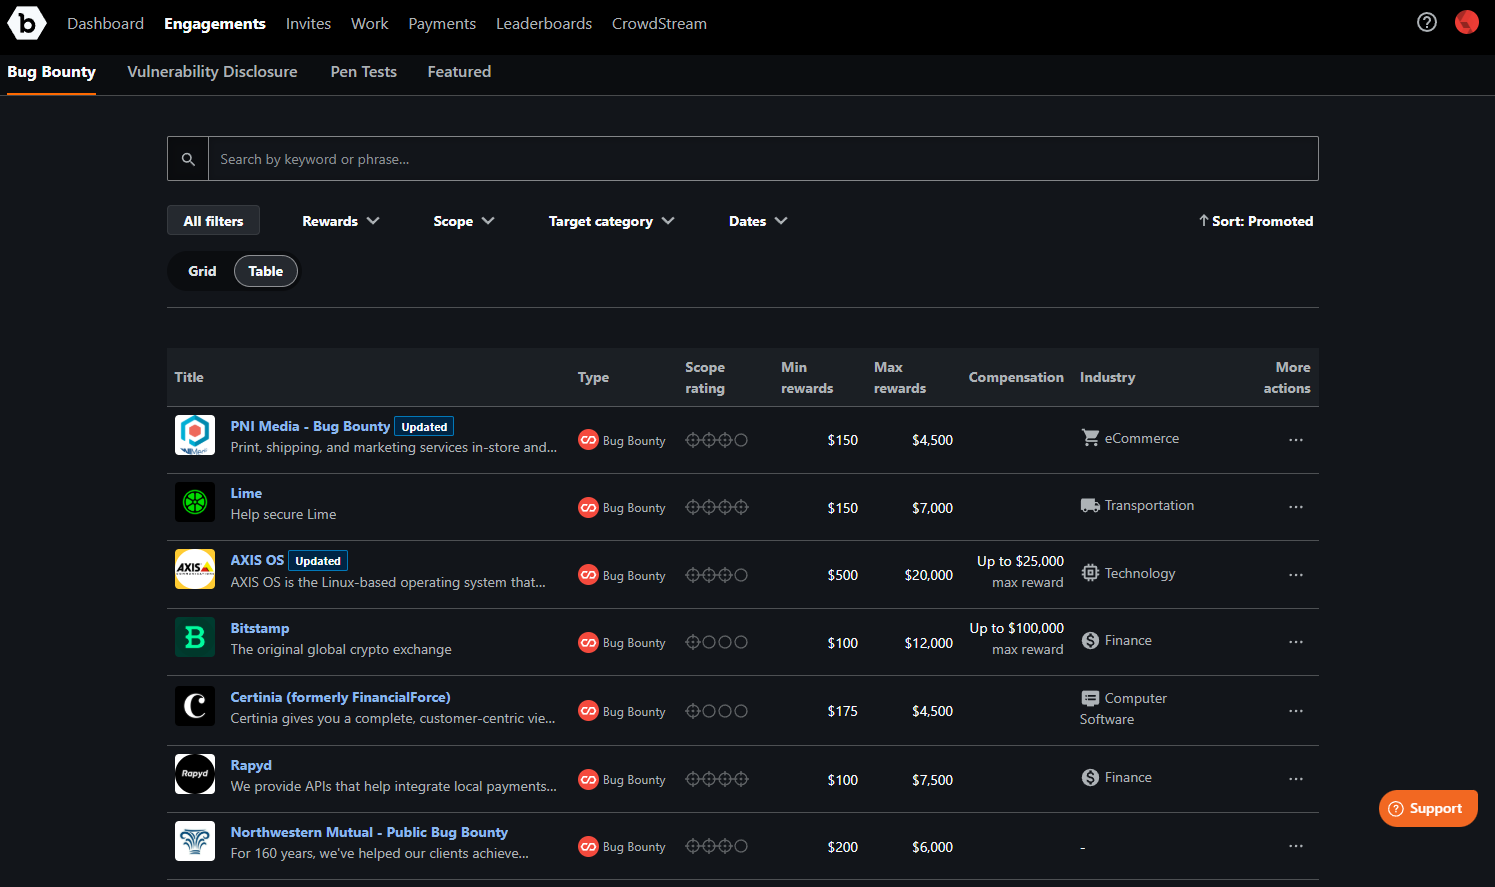 b Dashboard Engagements Invites Work Payments Leaderboards CrowdStream
Bug Bounty Vulnerability Disclosure Pen Tests Featured
Search by keyword or phrase...
All filters Rewards Scope Target category Dates ↑ Sort: Promoted
Grid Table
Title Type Scope rating Min rewards Max rewards Compensation Industry More actions
PNI Media - Bug Bounty Updated
Print, shipping, and marketing services in-store and...
Bug Bounty $150 $4,500 eCommerce ...
Lime
Help secure Lime
Bug Bounty $150 $7,000 Transportation ...
AXIS
COMMUNICATIONS
AXIS OS Updated
AXIS OS is the Linux-based operating system that...
Bug Bounty $500 $20,000
Up to $25,000
max reward
Technology ...
B
Bitstamp
The original global crypto exchange
Bug Bounty $100 $12,000
Up to $100,000
max reward
Finance ...
C
Certinia (formerly FinancialForce)
Certinia gives you a complete, customer-centric vie...
Bug Bounty $175 $4,500
Computer
Software
...
Rapyd
Rapyd
We provide APIs that help integrate local payments...
Bug Bounty $100 $7,500 Finance ...
Northwestern Mutual - Public Bug Bounty
For 160 years, we've helped our clients achieve...
Bug Bounty $200 $6,000 - ...
Support